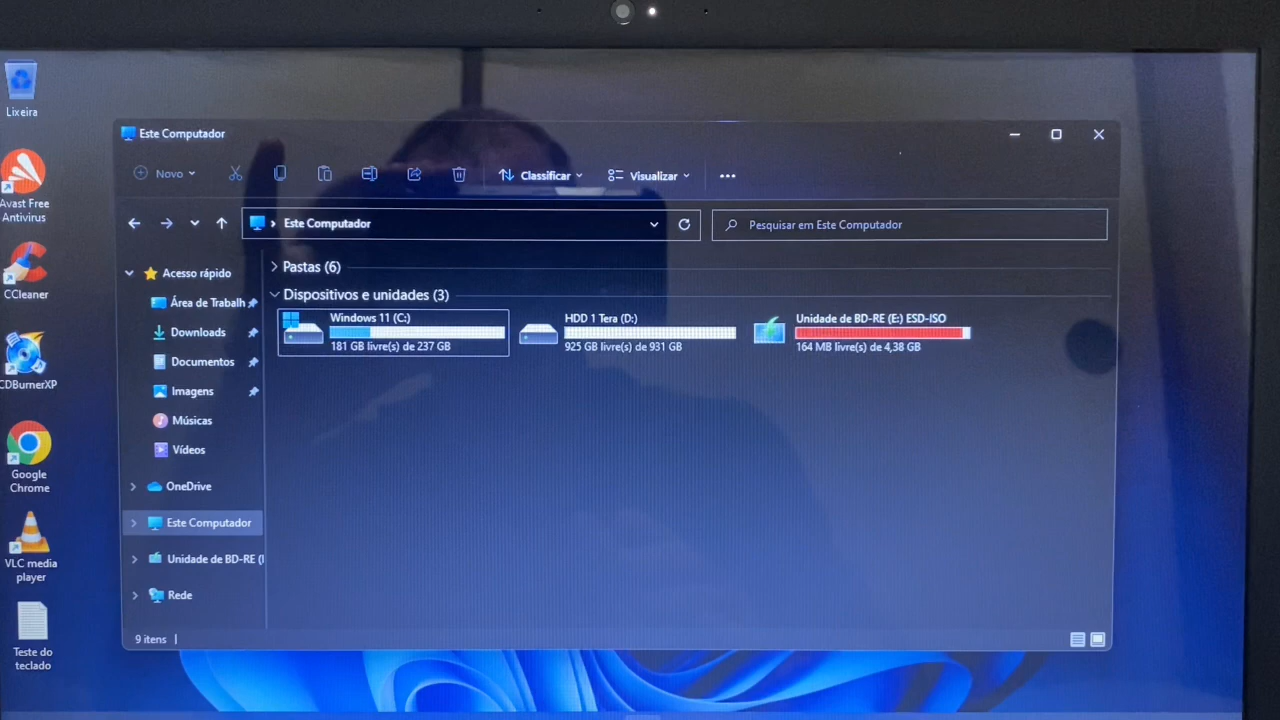 Lixeira
Avast Free
Antivirus
CCleaner
CDBurnerXP
Google
Chrome
VLC media
player
Teste do
teclado
Este Computador
Novo
Classificar
Visualizar
Este Computador
Pesquisar em Este Computador
Acesso rápido
Área de Trabalh
Downloads
Documentos
Imagens
Músicas
Vídeos
OneDrive
Este Computador
Unidade de BD-RE (
Rede
Pastas (6)
Dispositivos e unidades (3)
Windows 11 (C:)
181 GB livre(s) de 237 GB
HDD 1 Tera (D:)
925 GB livre(s) de 931 GB
Unidade de BD-RE (E:) ESD-ISO
164 MB livre(s) de 4,38 GB
9 itens